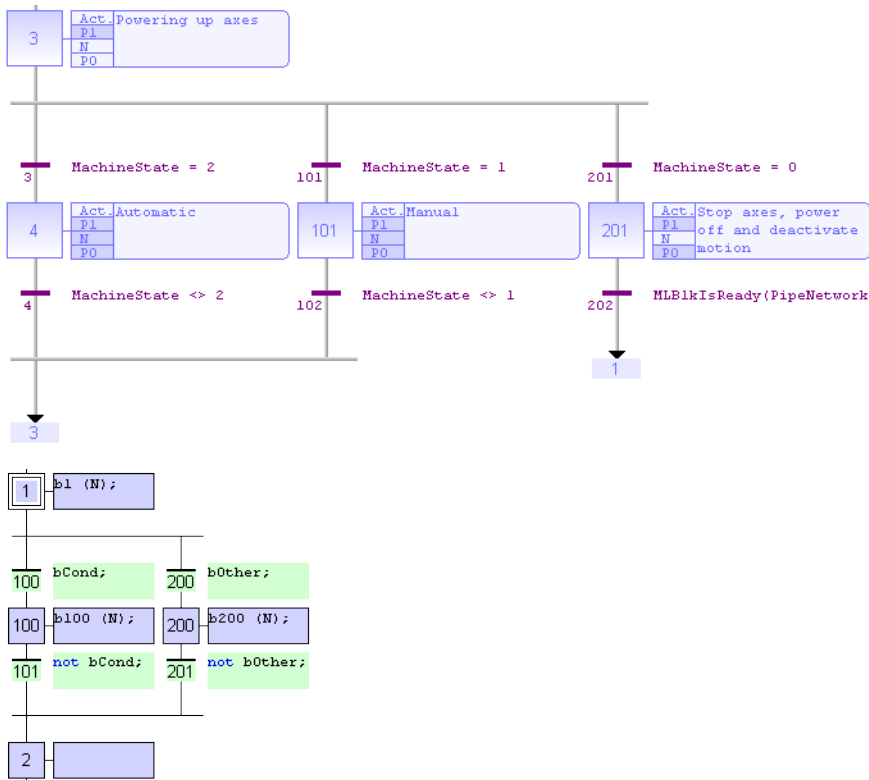 3 Act. Powering up axes
P1
N
P0
3 MachineState = 2
101 MachineState = 1
201 MachineState = 0
4 Act. Automatic
P1
N
P0
101 Act. Manual
P1
N
P0
201 Act. Stop axes, power
P1 off and deactivate
N motion
P0
4 MachineState <> 2
102 MachineState <> 1
202 MLBlkIsReady(PipeNetwork
1
3
1 b1 (N);
100 bCond;
200 bOther;
100 b100 (N);
200 b200 (N);
101 not bCond;
201 not bOther;
2